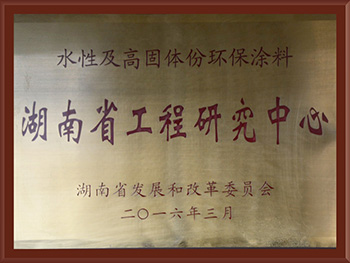 水性及高固体份环保涂料
湖南省工程研究中心
湖南省发展和改革委员会
二〇一六年三月